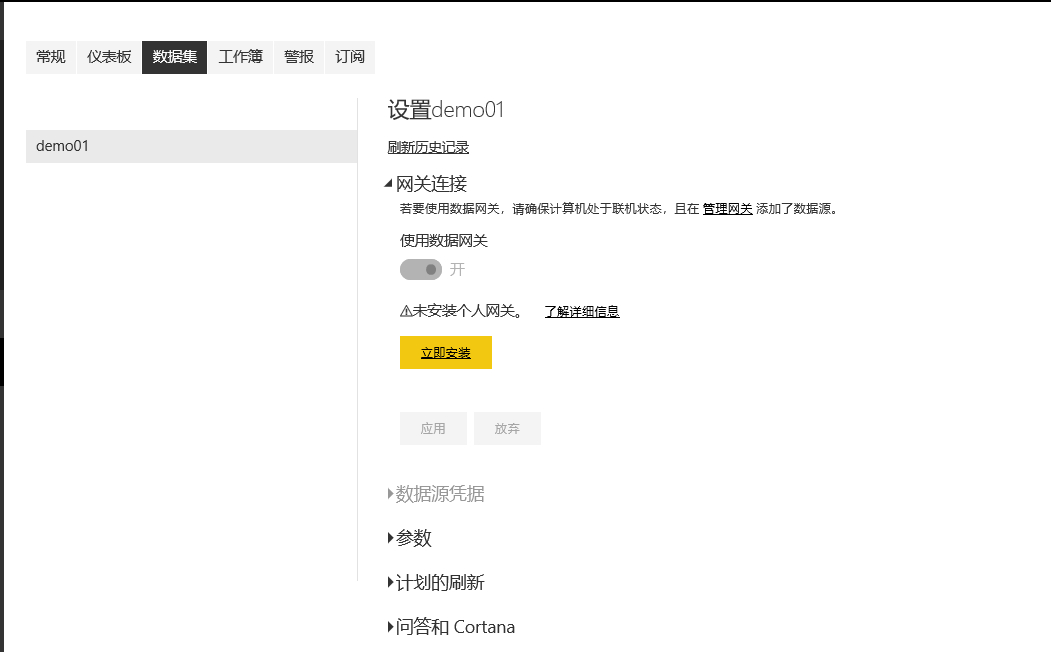 常规 仪表板 数据集 工作簿 警报 订阅
demo01
设置demo01
刷新历史记录
网关连接
若要使用数据网关，请确保计算机处于联机状态，且在 管理网关 添加了数据源。
使用数据网关
开
⚠未安装个人网关。 了解详细信息
立即安装
应用 放弃
数据源凭据
参数
计划的刷新
问答和 Cortana